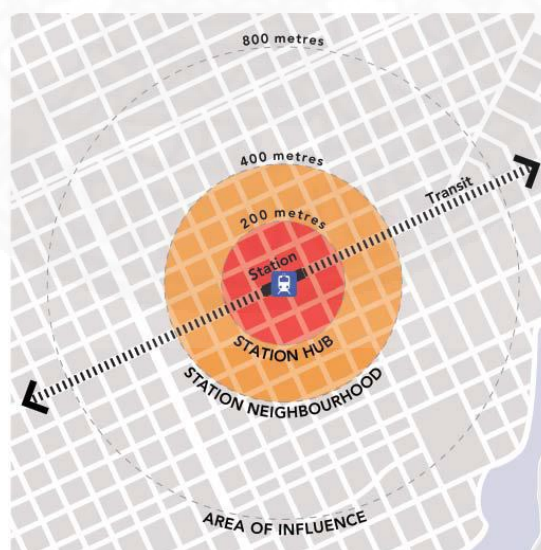 800 metres
400 metres
Transit
200 metres
Station
STATION HUB
STATION NEIGHBOURHOOD
AREA OF INFLUENCE